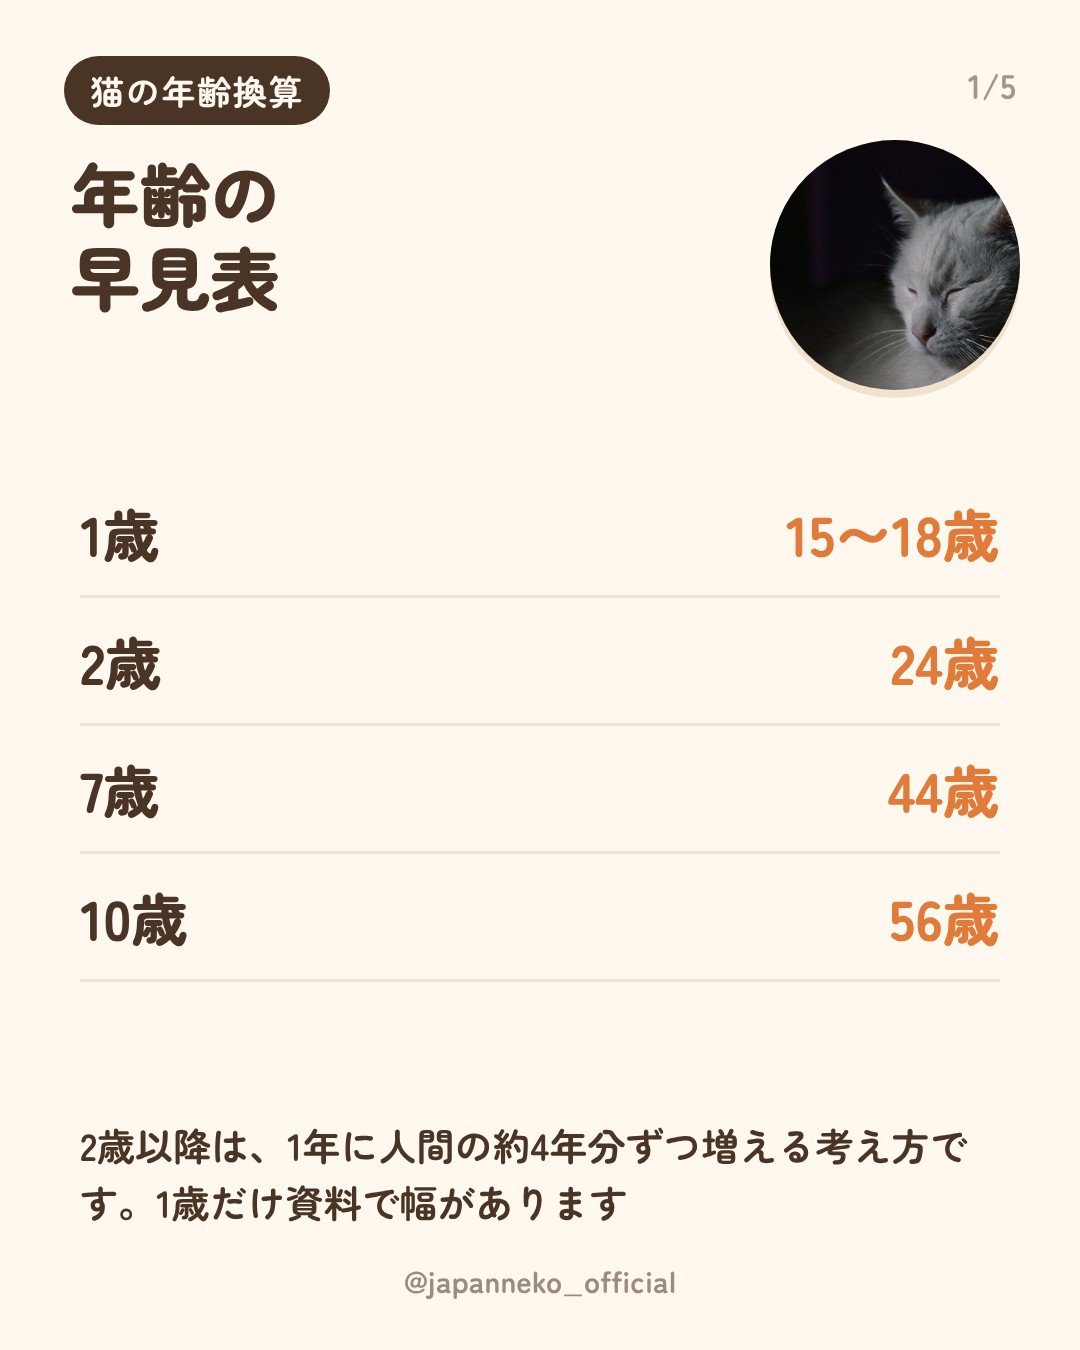 猫の年齢換算
1/5
年齢の
早見表
1歳 15〜18歳
2歳 24歳
7歳 44歳
10歳 56歳
2歳以降は、1年に人間の約4年分ずつ増える考え方で
す。1歳だけ資料で幅があります
@japanneko_official